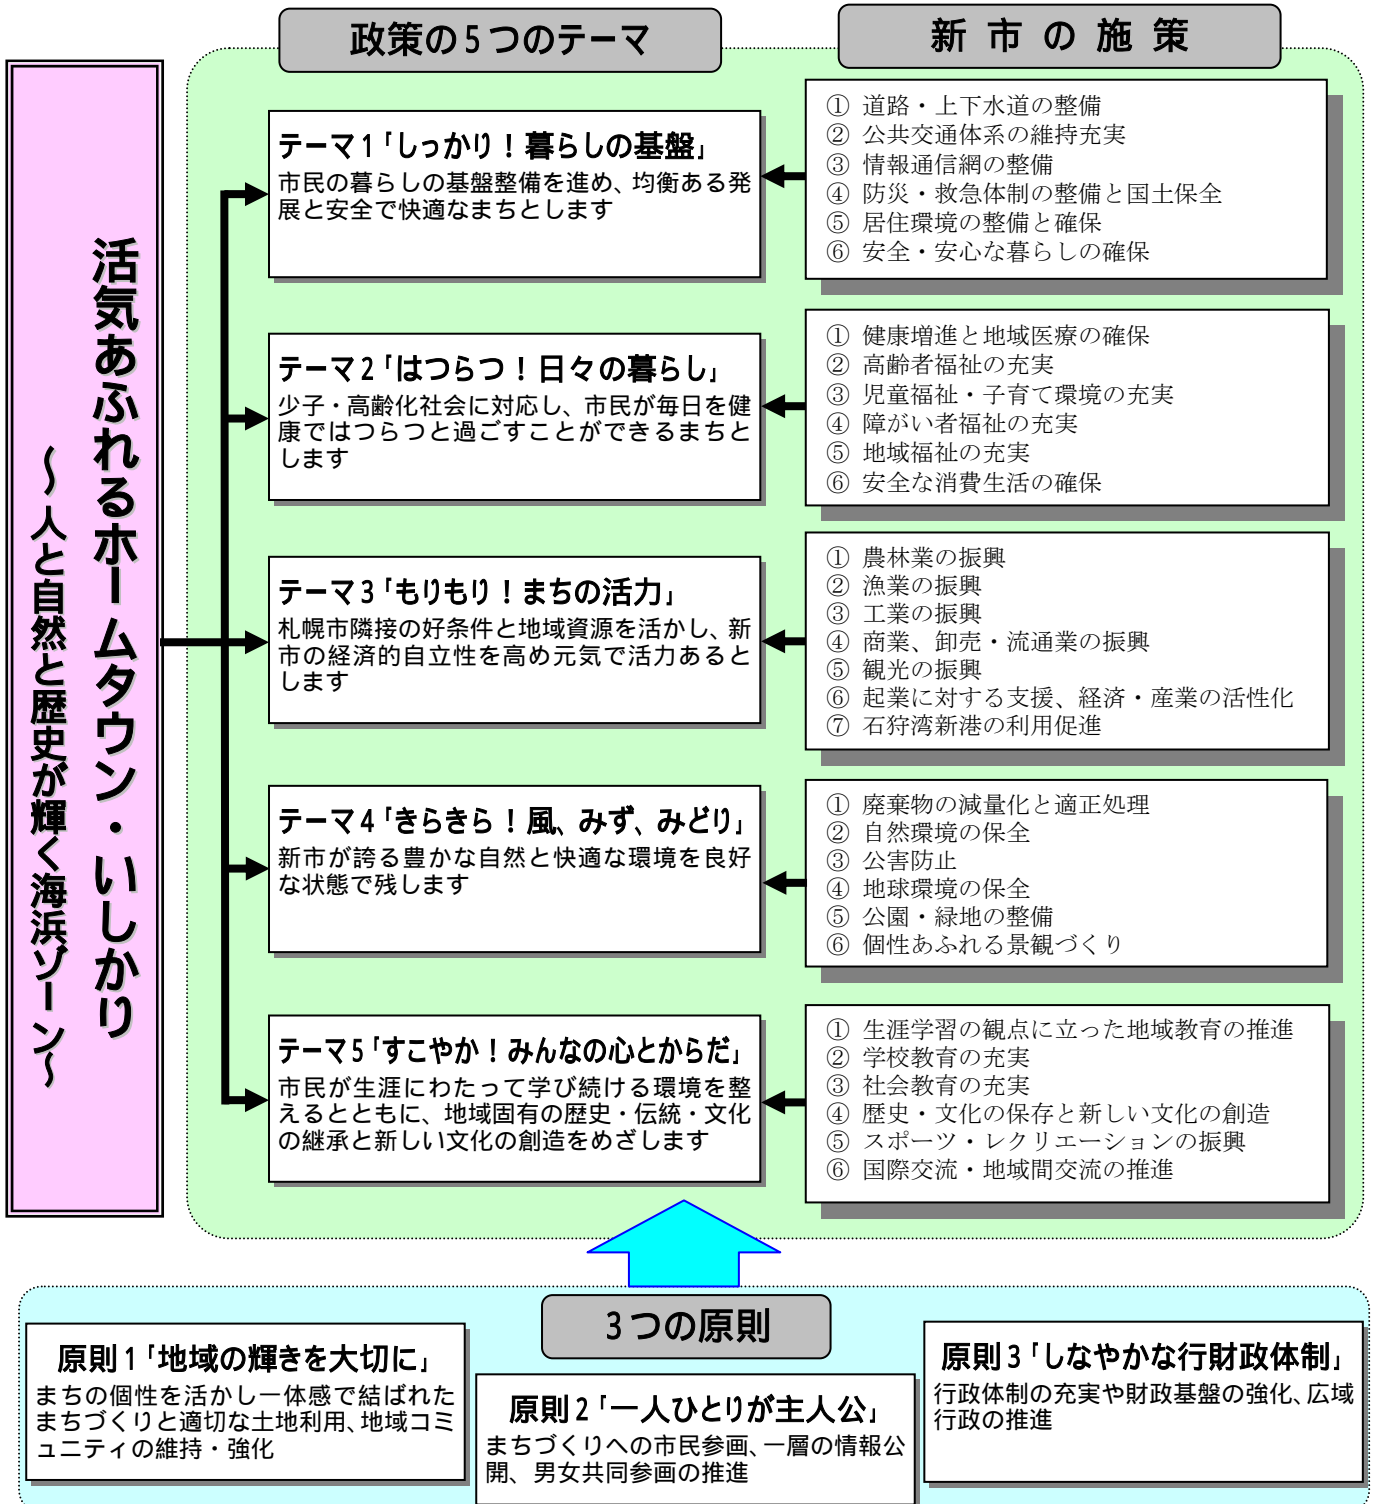 活気あふれるホームタウン・いしかり
～人と自然と歴史が輝く海浜ゾーン～
政策の5つのテーマ
新市の施策
テーマ1「しっかり！暮らしの基盤」
市民の暮らしの基盤整備を進め、均衡ある発
展と安全で快適なまちとします
① 道路・上下水道の整備
② 公共交通体系の維持充実
③ 情報通信網の整備
④ 防災・救急体制の整備と国土保全
⑤ 居住環境の整備と確保
⑥ 安全・安心な暮らしの確保
テーマ2「はつらつ！日々の暮らし」
少子・高齢化社会に対応し、市民が毎日を健
康ではつらつと過ごすことができるまちと
します
① 健康増進と地域医療の確保
② 高齢者福祉の充実
③ 児童福祉・子育て環境の充実
④ 障がい者福祉の充実
⑤ 地域福祉の充実
⑥ 安全な消費生活の確保
テーマ3「もりもり！まちの活力」
札幌市隣接の好条件と地域資源を活かし、新
市の経済的自立性を高め元気で活力あると
します
① 農林業の振興
② 漁業の振興
③ 工業の振興
④ 商業、卸売・流通業の振興
⑤ 観光の振興
⑥ 起業に対する支援、経済・産業の活性化
⑦ 石狩湾新港の利用促進
テーマ4「きらきら！風、みず、みどり」
新市が誇る豊かな自然と快適な環境を良好
な状態で残します
① 廃棄物の減量化と適正処理
② 自然環境の保全
③ 公害防止
④ 地球環境の保全
⑤ 公園・緑地の整備
⑥ 個性あふれる景観づくり
テーマ5「すこやか！みんなの心とからだ」
市民が生涯にわたって学び続ける環境を整
えるとともに、地域固有の歴史・伝統・文化
の継承と新しい文化の創造をめざします
① 生涯学習の観点に立った地域教育の推進
② 学校教育の充実
③ 社会教育の充実
④ 歴史・文化の保存と新しい文化の創造
⑤ スポーツ・レクリエーションの振興
⑥ 国際交流・地域間交流の推進
3つの原則
原則1「地域の輝きを大切に」
まちの個性を活かし一体感で結ばれた
まちづくりと適切な土地利用、地域コミ
ュニティの維持・強化
原則2「一人ひとりが主人公」
まちづくりへの市民参画、一層の情報公
開、男女共同参画の推進
原則3「しなやかな行財政体制」
行政体制の充実や財政基盤の強化、広域
行政の推進